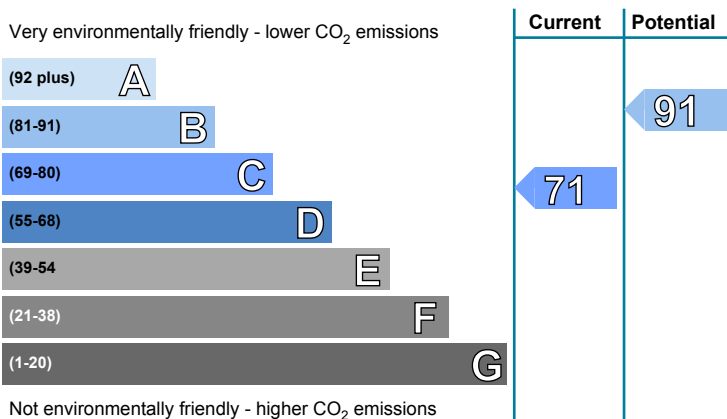 Current Potential
Very environmentally friendly - lower CO2 emissions
(92 plus) A
(81-91) B
91
(69-80) C
71
(55-68) D
(39-54 E
(21-38) F
(1-20) G
Not environmentally friendly - higher CO2 emissions